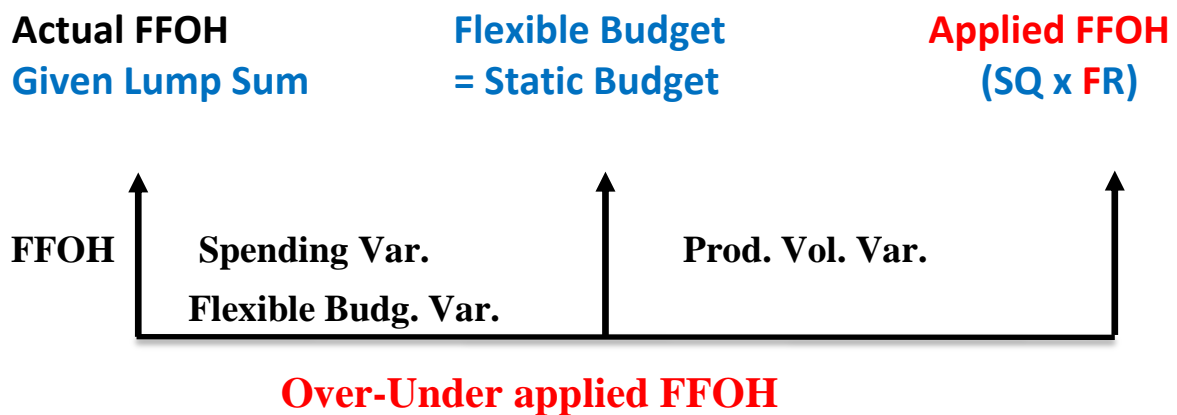 Actual FFOH Flexible Budget Applied FFOH
Given Lump Sum = Static Budget (SQ x FR)
FFOH Spending Var. Prod. Vol. Var.
Flexible Budg. Var.
Over-Under applied FFOH